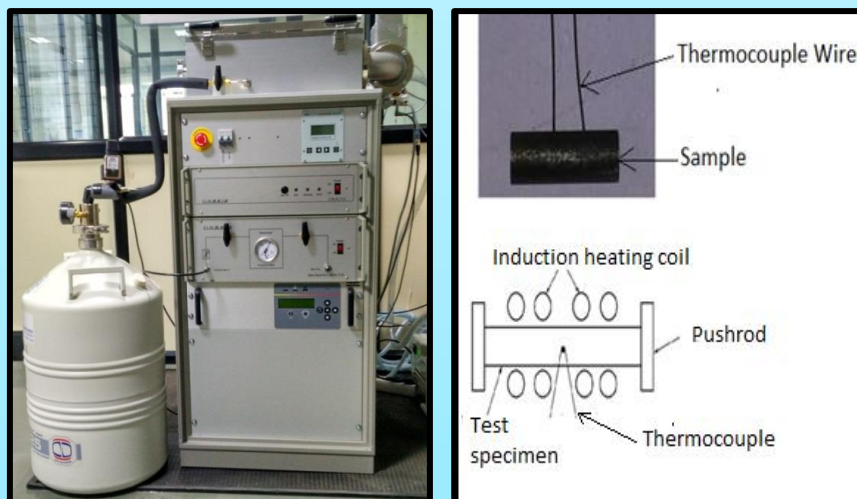 Thermocouple Wire
Sample
Induction heating coil
Pushrod
Test
specimen
Thermocouple